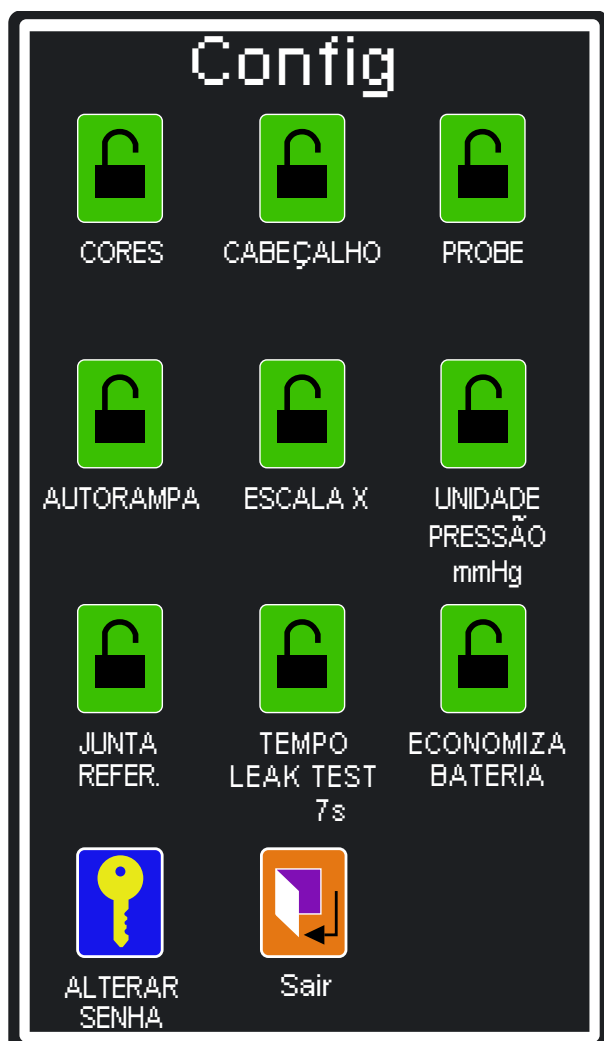 Config
CORES
CABEÇALHO
PROBE
AUTORAMPA
ESCALA X
UNIDADE
PRESSÃO
mmHg
JUNTA
REFER.
TEMPO
LEAK TEST
7s
ECONOMIZA
BATERIA
ALTERAR
SENHA
Sair